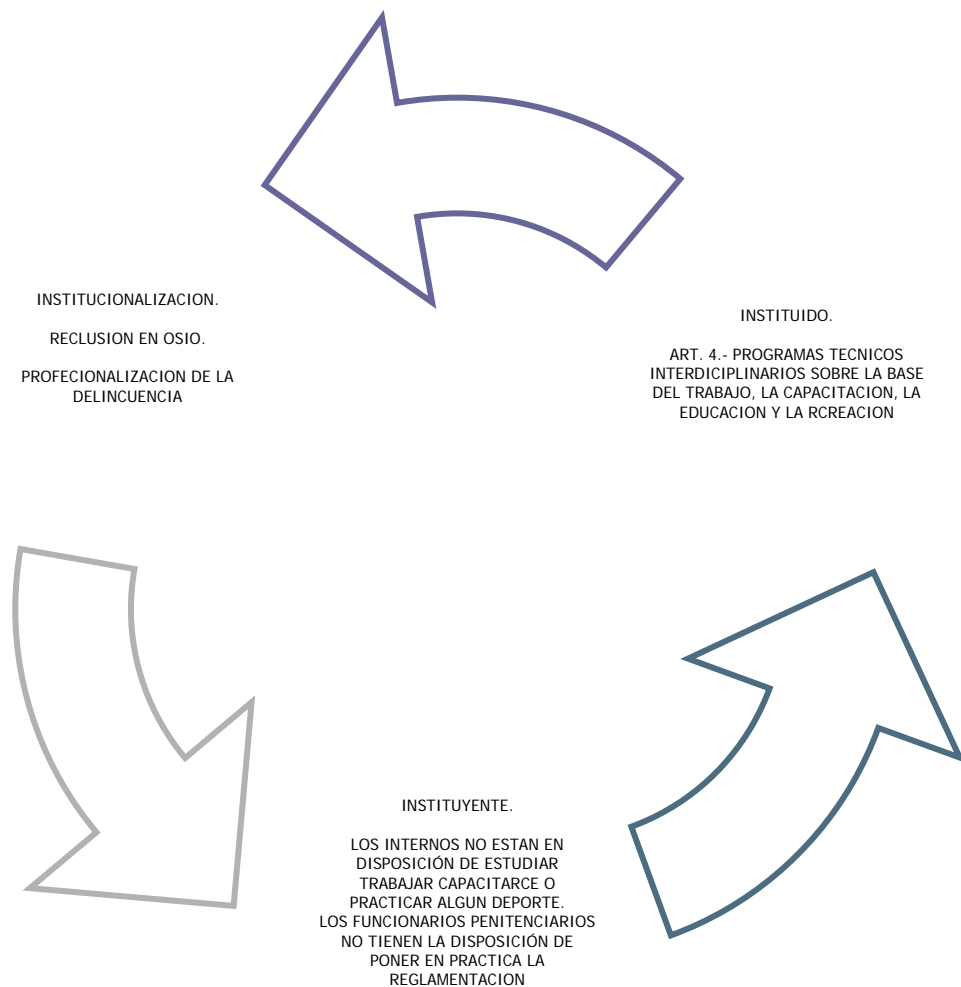 INSTITUCIONALIZACION.
RECLUSION EN OSIO.
PROFECIONALIZACION DE LA
DELINCUENCIA
INSTITUIDO.
ART. 4.- PROGRAMAS TECNICOS
INTERDICIPLINARIOS SOBRE LA BASE
DEL TRABAJO, LA CAPACITACION, LA
EDUCACION Y LA RCREACION
INSTITUYENTE.
LOS INTERNOS NO ESTAN EN
DISPOSICIÓN DE ESTUDIAR
TRABAJAR CAPACITARCE O
PRACTICAR ALGUN DEPORTE.
LOS FUNCIONARIOS PENITENCIARIOS
NO TIENEN LA DISPOSICIÓN DE
PONER EN PRACTICA LA
REGLAMENTACION